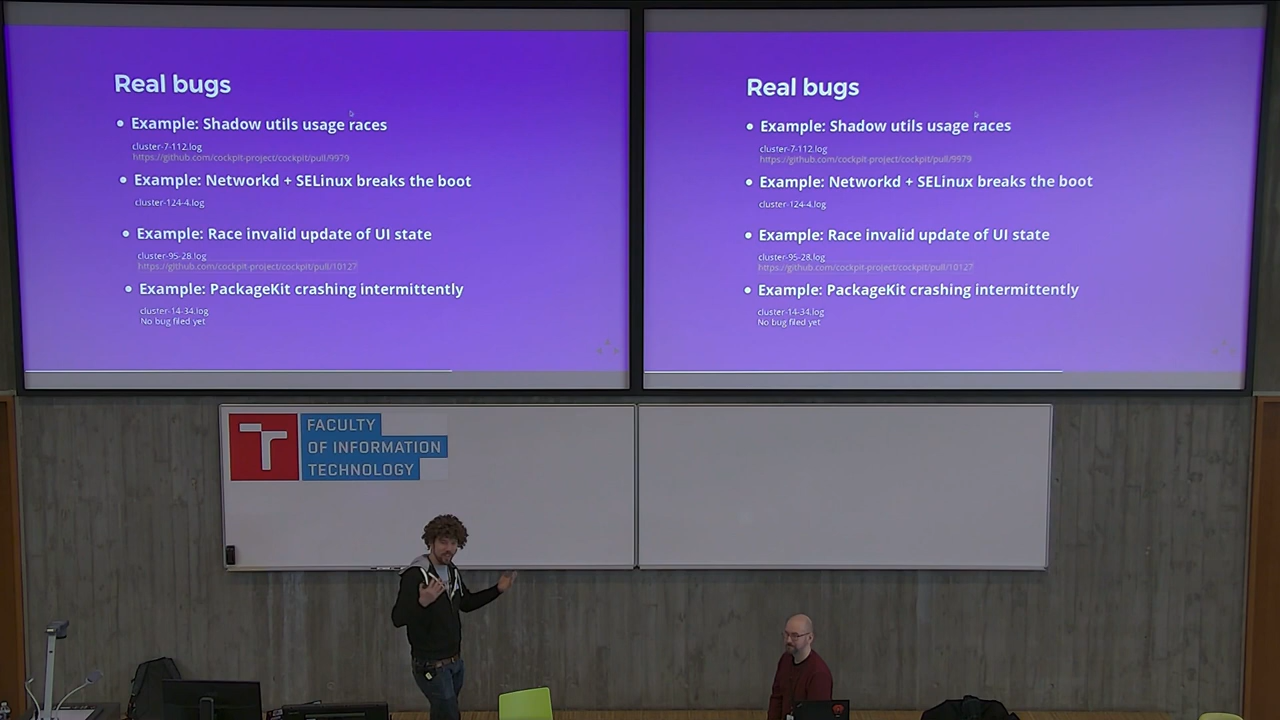 Real bugs
• Example: Shadow utils usage races
cluster-7-112.log
https://github.com/cockpit-project/cockpit/pull/9979
• Example: Networkd + SELinux breaks the boot
cluster-124-4.log
• Example: Race invalid update of UI state
cluster-95-28.log
https://github.com/cockpit-project/cockpit/pull/10127
• Example: PackageKit crashing intermittently
cluster-14-34.log
No bug filed yet
Real bugs
• Example: Shadow utils usage races
cluster-7-112.log
https://github.com/cockpit-project/cockpit/pull/9979
• Example: Networkd + SELinux breaks the boot
cluster-124-4.log
• Example: Race invalid update of UI state
cluster-95-28.log
https://github.com/cockpit-project/cockpit/pull/10127
• Example: PackageKit crashing intermittently
cluster-14-34.log
No bug filed yet
FACULTY
OF INFORMATION
TECHNOLOGY